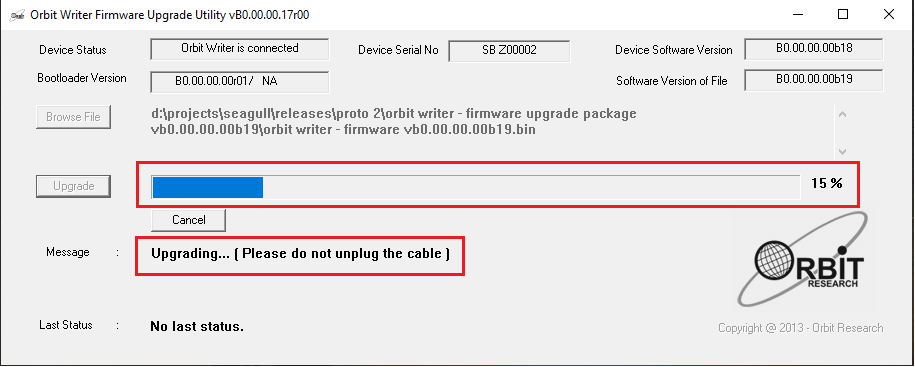 Orbit Writer Firmware Upgrade Utility vB0.00.00.17r00
Device Status
Orbit Writer is connected
Device Serial No
SB Z00002
Device Software Version
B0.00.00.00b18
Bootloader Version
B0.00.00.00r01/ NA
Software Version of File
B0.00.00.00b19
Browse File
d:\projects\seagull\releases\proto 2\orbit writer - firmware upgrade package
vb0.00.00.00b19\orbit writer - firmware vb0.00.00.00b19.bin
Upgrade
15 %
Cancel
Message :
Upgrading... ( Please do not unplug the cable )
ORBIT
RESEARCH
Last Status :
No last status.
Copyright @ 2013 - Orbit Research